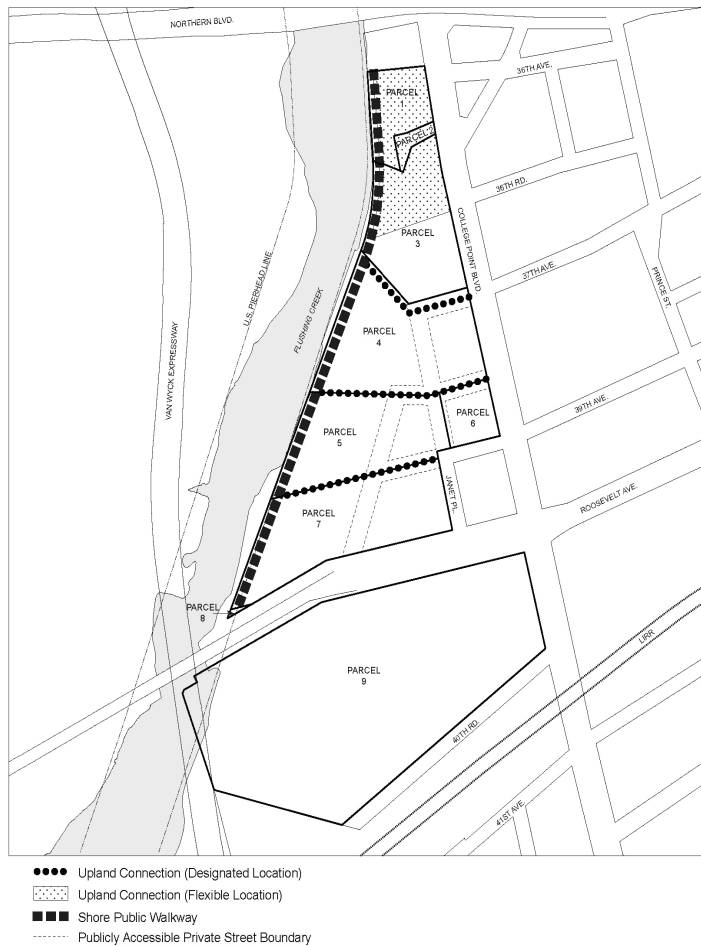 NORTHERN BLVD.
36TH AVE.
PARCEL
1
PARCEL 2
36TH RD.
COLLEGE POINT BLVD.
PARCEL
3
37TH AVE.
PRINCE ST.
U.S. PIERHEAD LINE
FLUSHING CREEK
VAN WYCK EXPRESSWAY
PARCEL
4
39TH AVE.
PARCEL
5
PARCEL
6
JANET PL.
ROOSEVELT AVE.
PARCEL
7
PARCEL
8
LIRR
PARCEL
9
40TH RD.
41ST AVE.
Upland Connection (Designated Location)
Upland Connection (Flexible Location)
Shore Public Walkway
Publicly Accessible Private Street Boundary